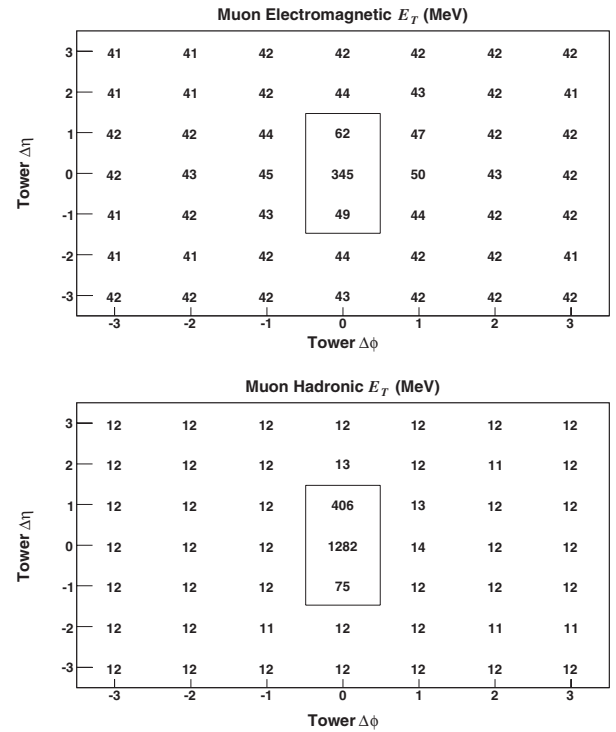 Muon Electromagnetic E_T (MeV)
3 41 41 42 42 42 42 42
2 41 41 42 44 43 42 41
1 42 42 44 62 47 42 42
0 42 43 45 345 50 43 42
-1 41 42 43 49 44 42 42
-2 41 41 42 44 42 42 41
-3 42 42 42 43 42 42 42
-3 -2 -1 0 1 2 3
Tower Δη
Tower Δϕ
Muon Hadronic E_T (MeV)
3 12 12 12 12 12 12 12
2 12 12 12 13 12 11 12
1 12 12 12 406 13 12 12
0 12 12 12 1282 14 12 12
-1 12 12 12 75 12 12 12
-2 12 12 11 12 12 11 11
-3 12 12 12 12 12 12 12
-3 -2 -1 0 1 2 3
Tower Δη
Tower Δϕ